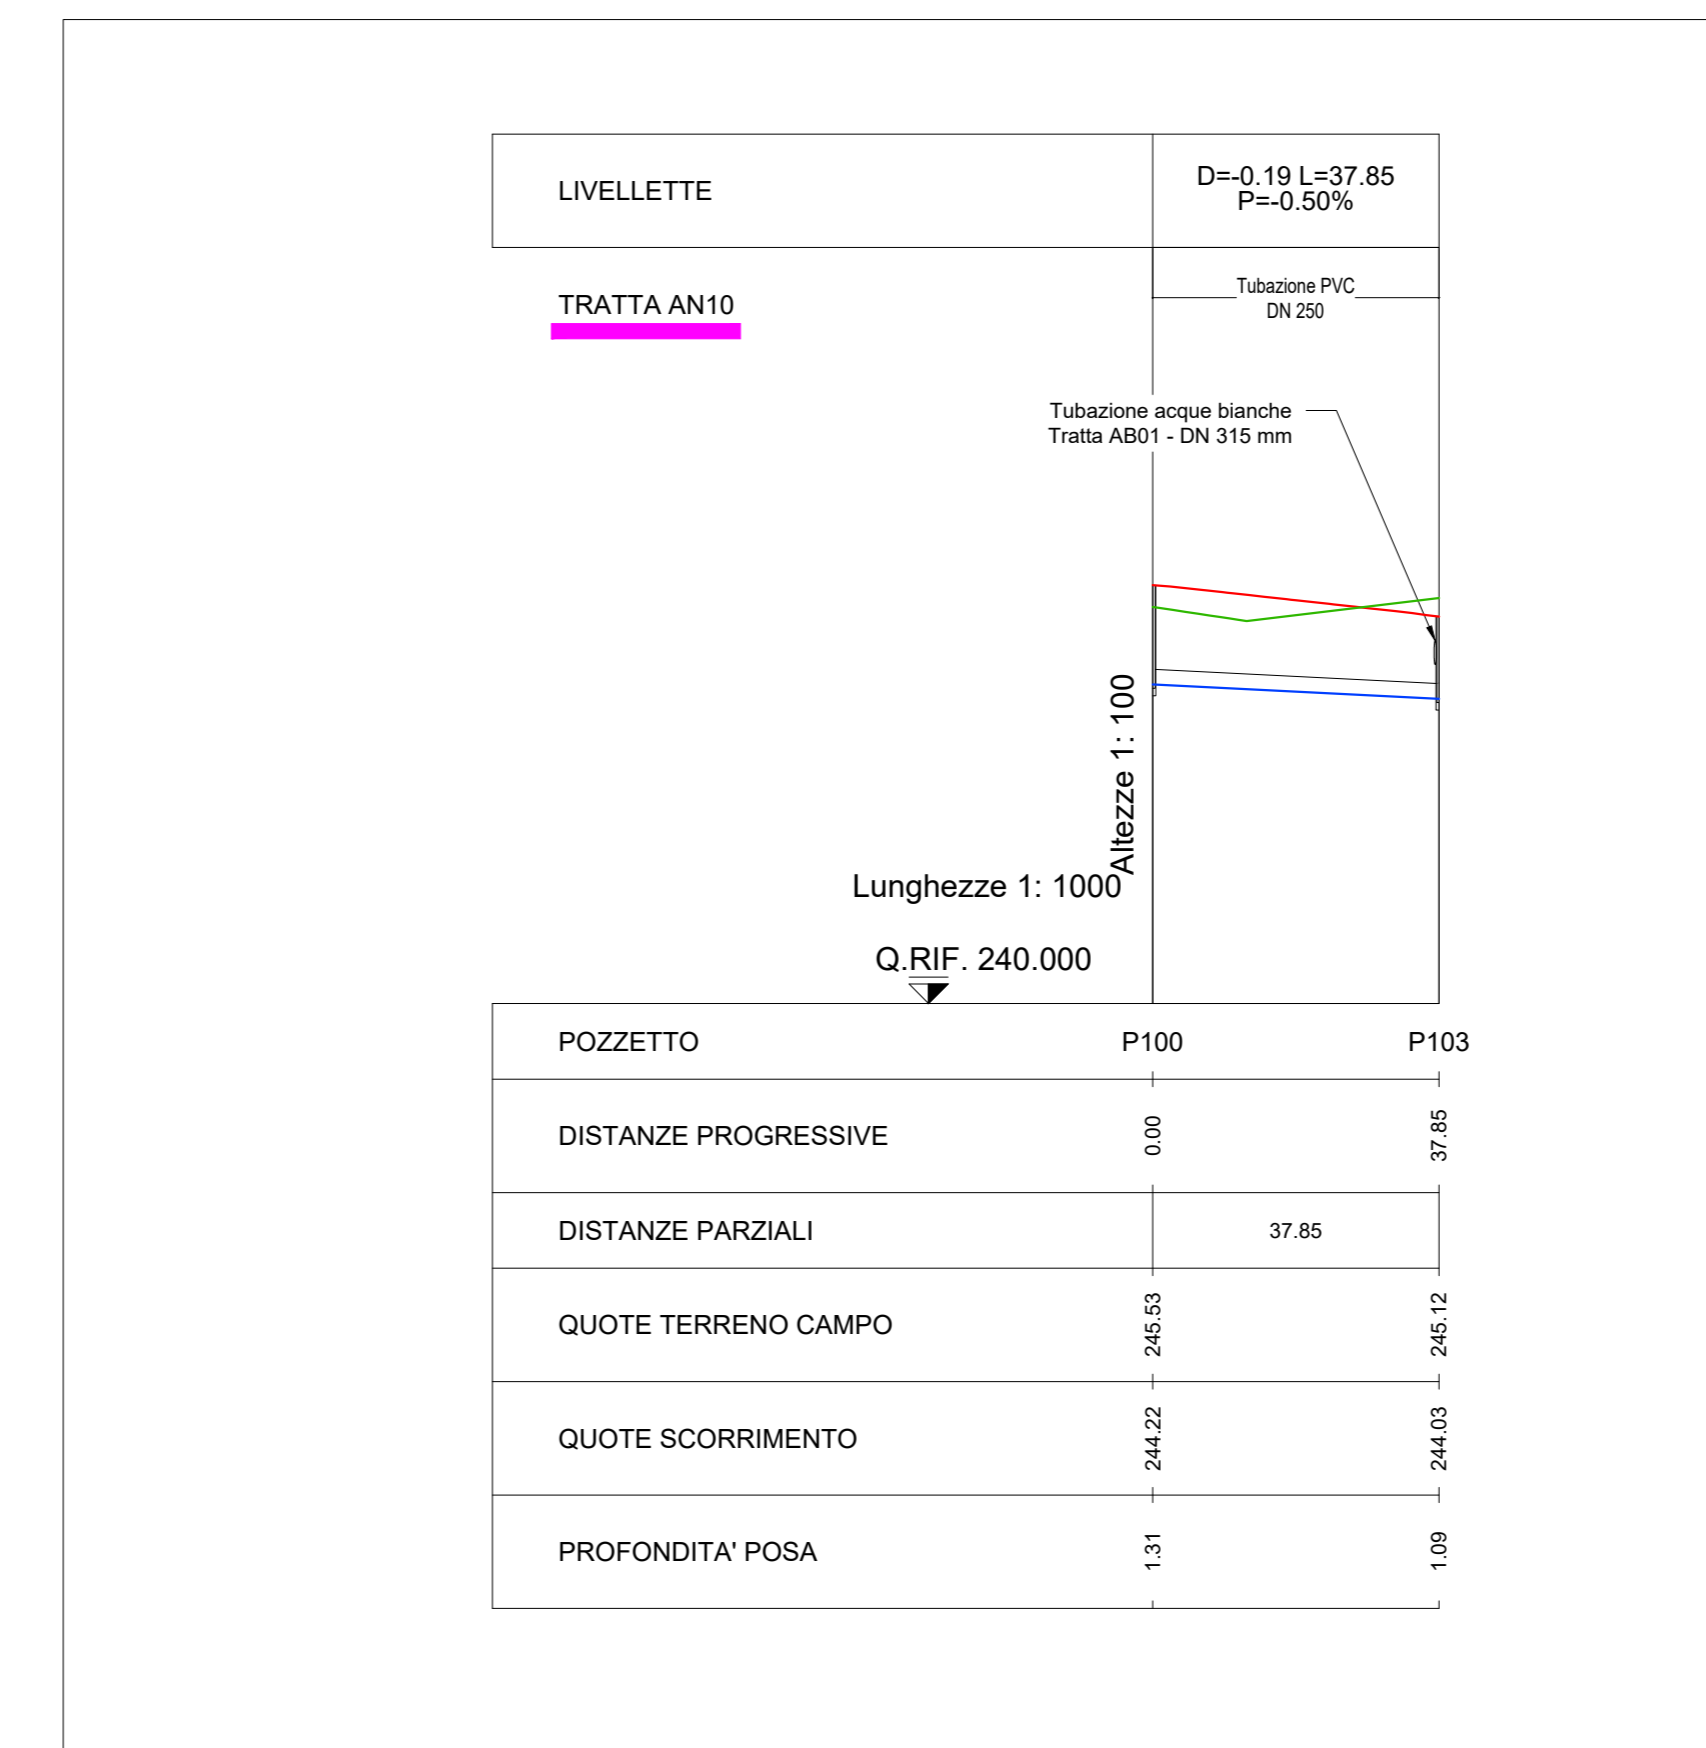 LIVELLETTE
D=-0.19 L=37.85
P=-0.50%
TRATTA AN10
Tubazione PVC
DN 250
Tubazione acque bianche
Tratta AB01 - DN 315 mm
Altezze 1: 100
Lunghezze 1: 1000
Q.RIF. 240.000
POZZETTO P100 P103
DISTANZE PROGRESSIVE 0.00 37.85
DISTANZE PARZIALI 37.85
QUOTE TERRENO CAMPO 245.53 245.12
QUOTE SCORRIMENTO 244.22 244.03
PROFONDITA' POSA 1.31 1.09